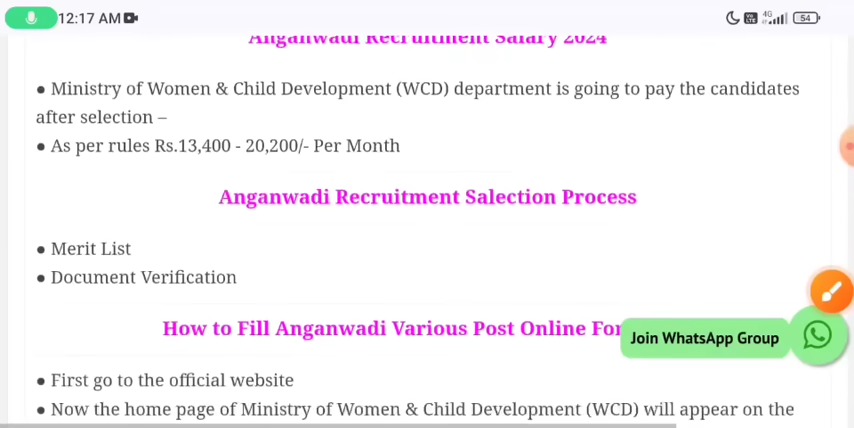 12:17 AM
4G
54
Anganwadi Recruitment Salary 2024
● Ministry of Women & Child Development (WCD) department is going to pay the candidates
after selection –
● As per rules Rs.13,400 - 20,200/- Per Month
Anganwadi Recruitment Salection Process
● Merit List
● Document Verification
How to Fill Anganwadi Various Post Online
Join WhatsApp Group
● First go to the official website
● Now the home page of Ministry of Women & Child Development (WCD) will appear on the